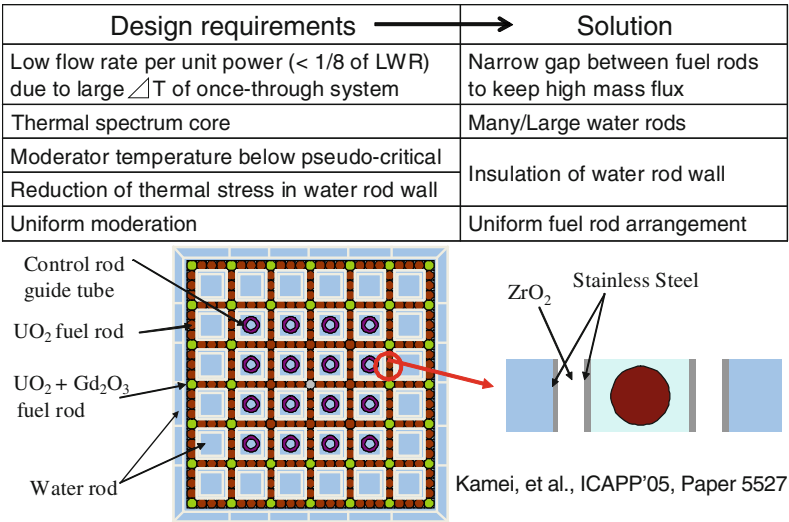 Design requirements
Solution
Low flow rate per unit power (< 1/8 of LWR)
due to large ⊿T of once-through system
Narrow gap between fuel rods
to keep high mass flux
Thermal spectrum core
Many/Large water rods
Moderator temperature below pseudo-critical
Reduction of thermal stress in water rod wall
Insulation of water rod wall
Uniform moderation
Uniform fuel rod arrangement
Control rod
guide tube
UO₂ fuel rod
UO₂ + Gd₂O₃
fuel rod
Water rod
ZrO₂
Stainless Steel
Kamei, et al., ICAPP'05, Paper 5527